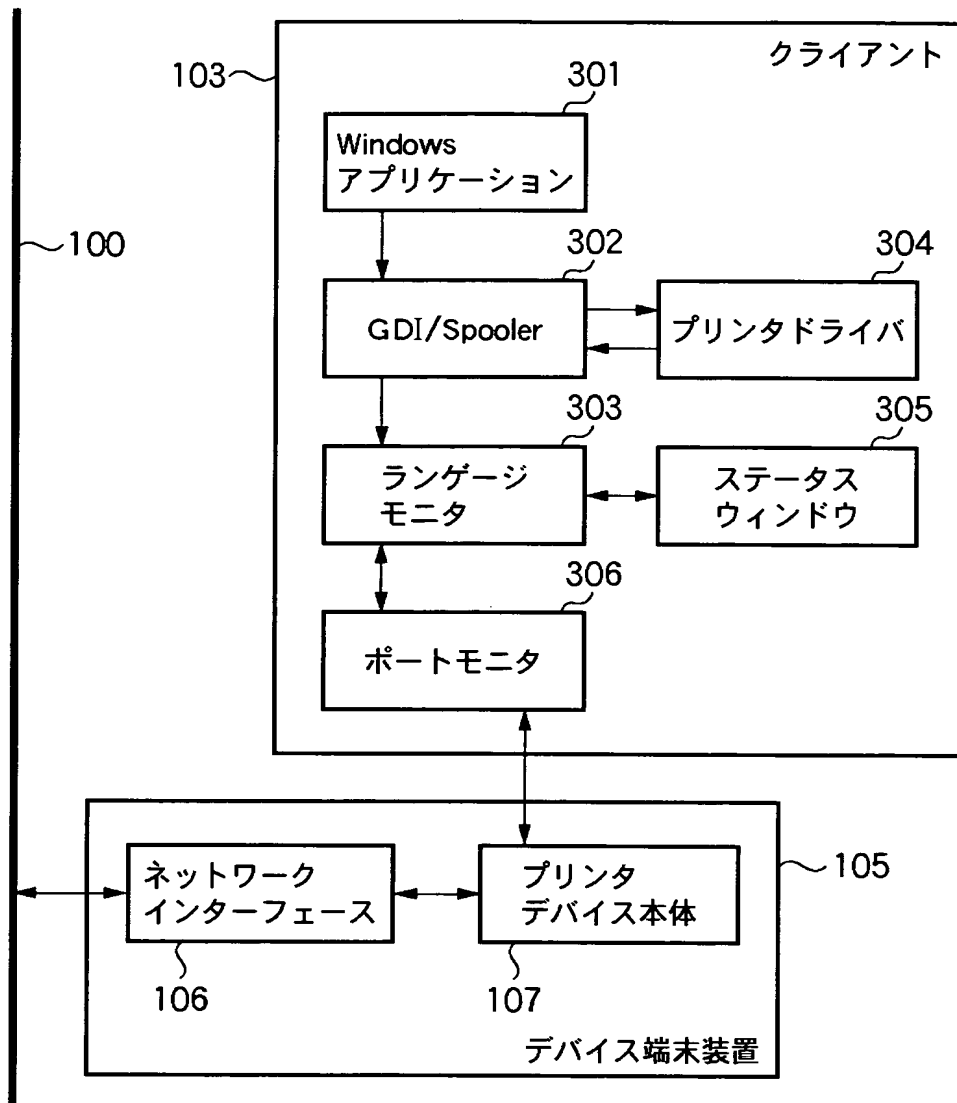 クライアント
103
301
Windows
アプリケーション
100
302
304
GDI/Spooler
プリンタドライバ
303
305
ランゲージ
モニタ
ステータス
ウィンドウ
306
ポートモニタ
ネットワーク
インターフェース
プリンタ
デバイス本体
105
106
107
デバイス端末装置